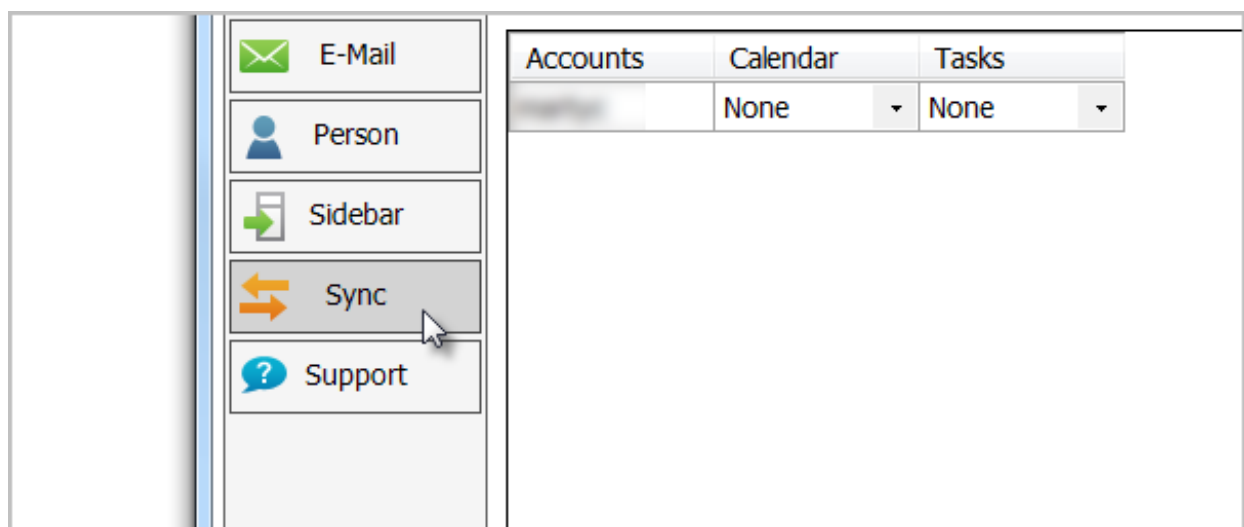 E-Mail
Person
Sidebar
Sync
Support
Accounts Calendar Tasks
None None